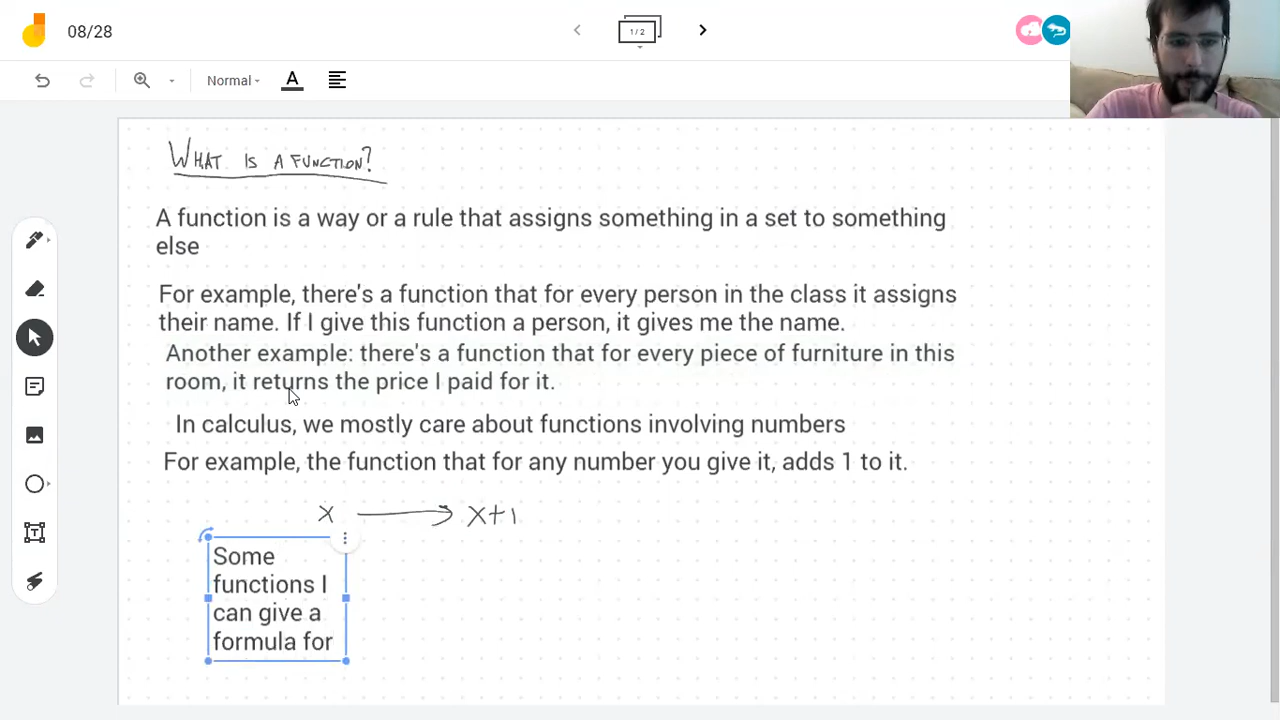 08/28
1 / 2
Normal
WHAT IS A FUNCTION?
A function is a way or a rule that assigns something in a set to something
else
For example, there's a function that for every person in the class it assigns
their name. If I give this function a person, it gives me the name.
Another example: there's a function that for every piece of furniture in this
room, it returns the price I paid for it.
In calculus, we mostly care about functions involving numbers
For example, the function that for any number you give it, adds 1 to it.
x → x+1
Some
functions I
can give a
formula for